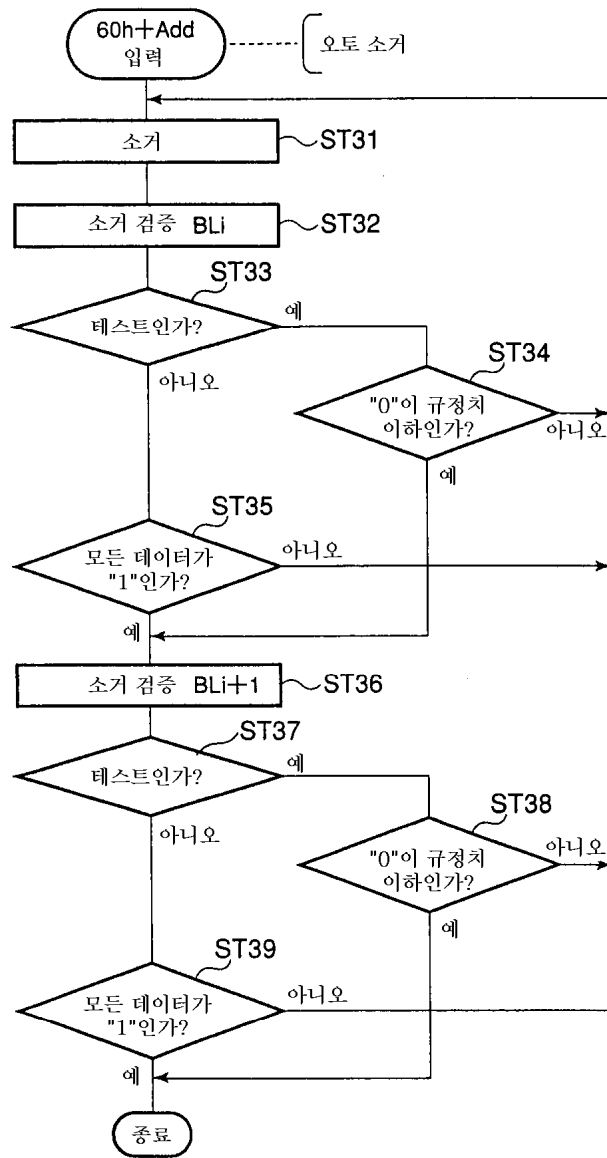 60h+Add
입력
오토 소거
소거
ST31
소거 검증 BLi
ST32
ST33
테스트인가?
예
아니오
ST34
"0"이 규정치
이하인가?
아니오
예
ST35
모든 데이터가
"1"인가?
아니오
예
소거 검증 BLi+1
ST36
ST37
테스트인가?
예
아니오
ST38
"0"이 규정치
이하인가?
아니오
예
ST39
모든 데이터가
"1"인가?
아니오
예
종료